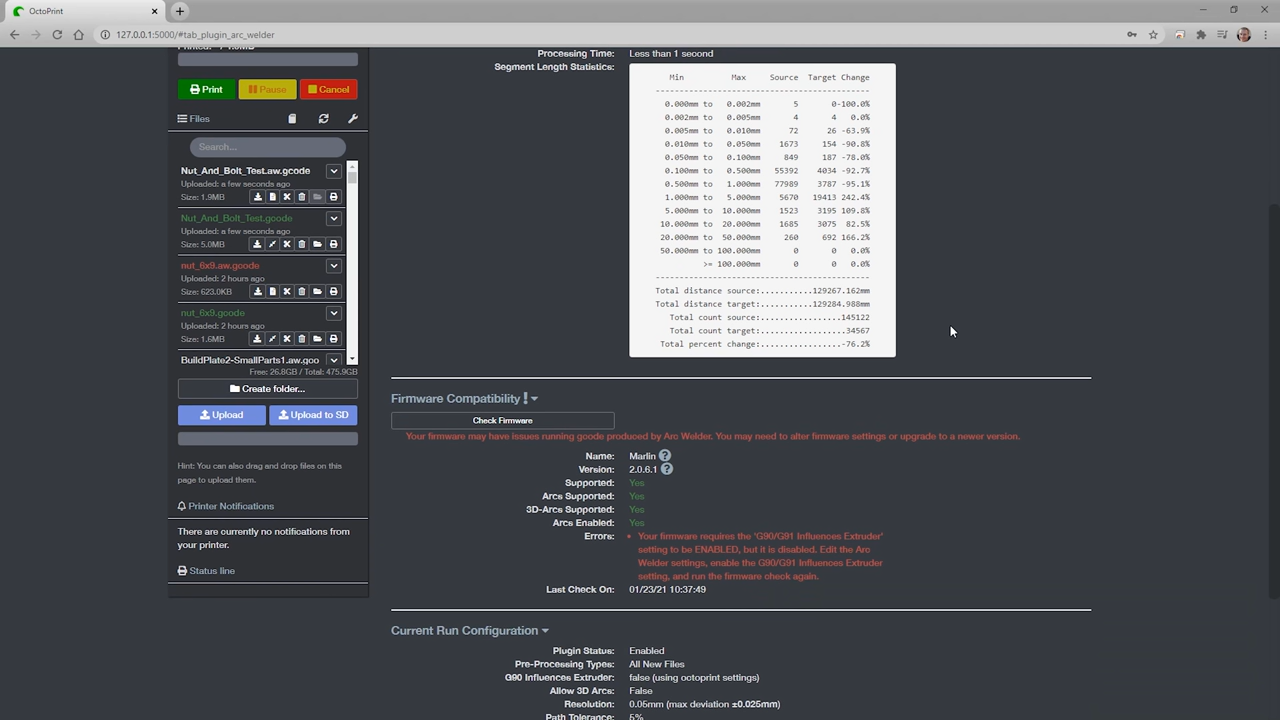 OctoPrint
127.0.0.1:5000/#tab_plugin_arc_welder
Print
Pause
Cancel
Files
Search...
Nut_And_Bolt_Test.aw.gcode
Uploaded: a few seconds ago
Size: 1.9MB
Nut_And_Bolt_Test.gcode
Uploaded: a few seconds ago
Size: 5.0MB
nut_6x9.aw.gcode
Uploaded: 2 hours ago
Size: 623.0KB
nut_6x9.gcode
Uploaded: 2 hours ago
Size: 1.6MB
BuildPlate2-SmallParts1.aw.gco
Free: 26.8GB / Total: 475.9GB
Create folder...
Upload
Upload to SD
Hint: You can also drag and drop files on this
page to upload them.
Printer Notifications
There are currently no notifications from
your printer.
Status line
Processing Time: Less than 1 second
Segment Length Statistics:
Min Max Source Target Change
0.000mm to 0.002mm 5 0-100.0%
0.002mm to 0.005mm 4 4 0.0%
0.005mm to 0.010mm 72 26 -63.9%
0.010mm to 0.050mm 1673 154 -90.8%
0.050mm to 0.100mm 849 187 -78.0%
0.100mm to 0.500mm 55392 4034 -92.7%
0.500mm to 1.000mm 77989 3787 -95.1%
1.000mm to 5.000mm 5670 19413 242.4%
5.000mm to 10.000mm 1523 3195 109.8%
10.000mm to 20.000mm 1685 3075 82.5%
20.000mm to 50.000mm 260 692 166.2%
50.000mm to 100.000mm 0 0 0.0%
>= 100.000mm 0 0 0.0%
Total distance source:...........129267.162mm
Total distance target:...........129284.988mm
Total count source:..................145122
Total count target:...................34567
Total percent change:.................-76.2%
Firmware Compatibility !
Check Firmware
Your firmware may have issues running gcode produced by Arc Welder. You may need to alter firmware settings or upgrade to a newer version.
Name: Marlin
Version: 2.0.6.1
Supported: Yes
Arcs Supported: Yes
3D-Arcs Supported: Yes
Arcs Enabled: Yes
Errors: • Your firmware requires the 'G90/G91 Influences Extruder'
setting to be ENABLED, but it is disabled. Edit the Arc
Welder settings, enable the G90/G91 Influences Extruder
setting, and run the firmware check again.
Last Check On: 01/23/21 10:37:49
Current Run Configuration
Plugin Status: Enabled
Pre-Processing Types: All New Files
G90 Influences Extruder: false (using octoprint settings)
Allow 3D Arcs: False
Resolution: 0.05mm (max deviation ±0.025mm)
Path Tolerance: 5%